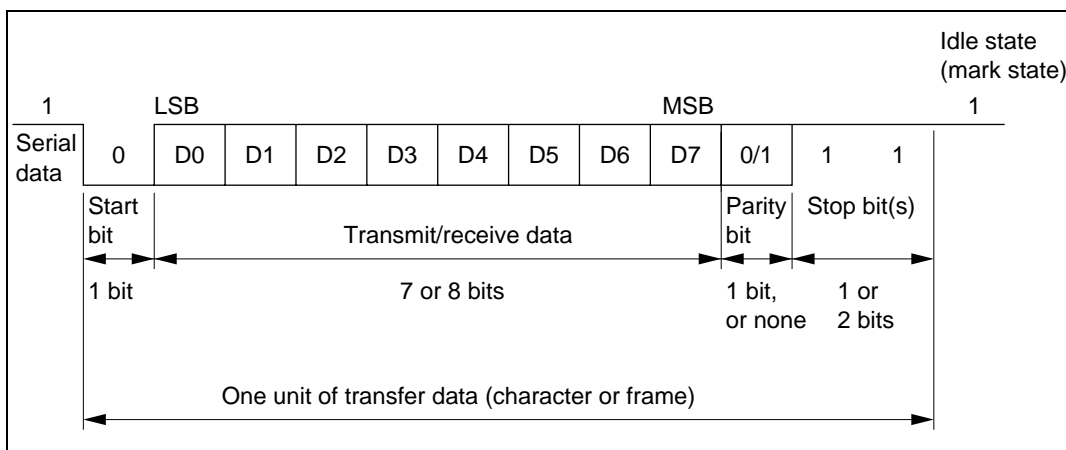 Idle state
(mark state)
1 LSB MSB 1
Serial
data
0 D0 D1 D2 D3 D4 D5 D6 D7 0/1 1 1
Start
bit
Transmit/receive data
Parity
bit
Stop bit(s)
1 bit
7 or 8 bits
1 bit,
or none
1 or
2 bits
One unit of transfer data (character or frame)